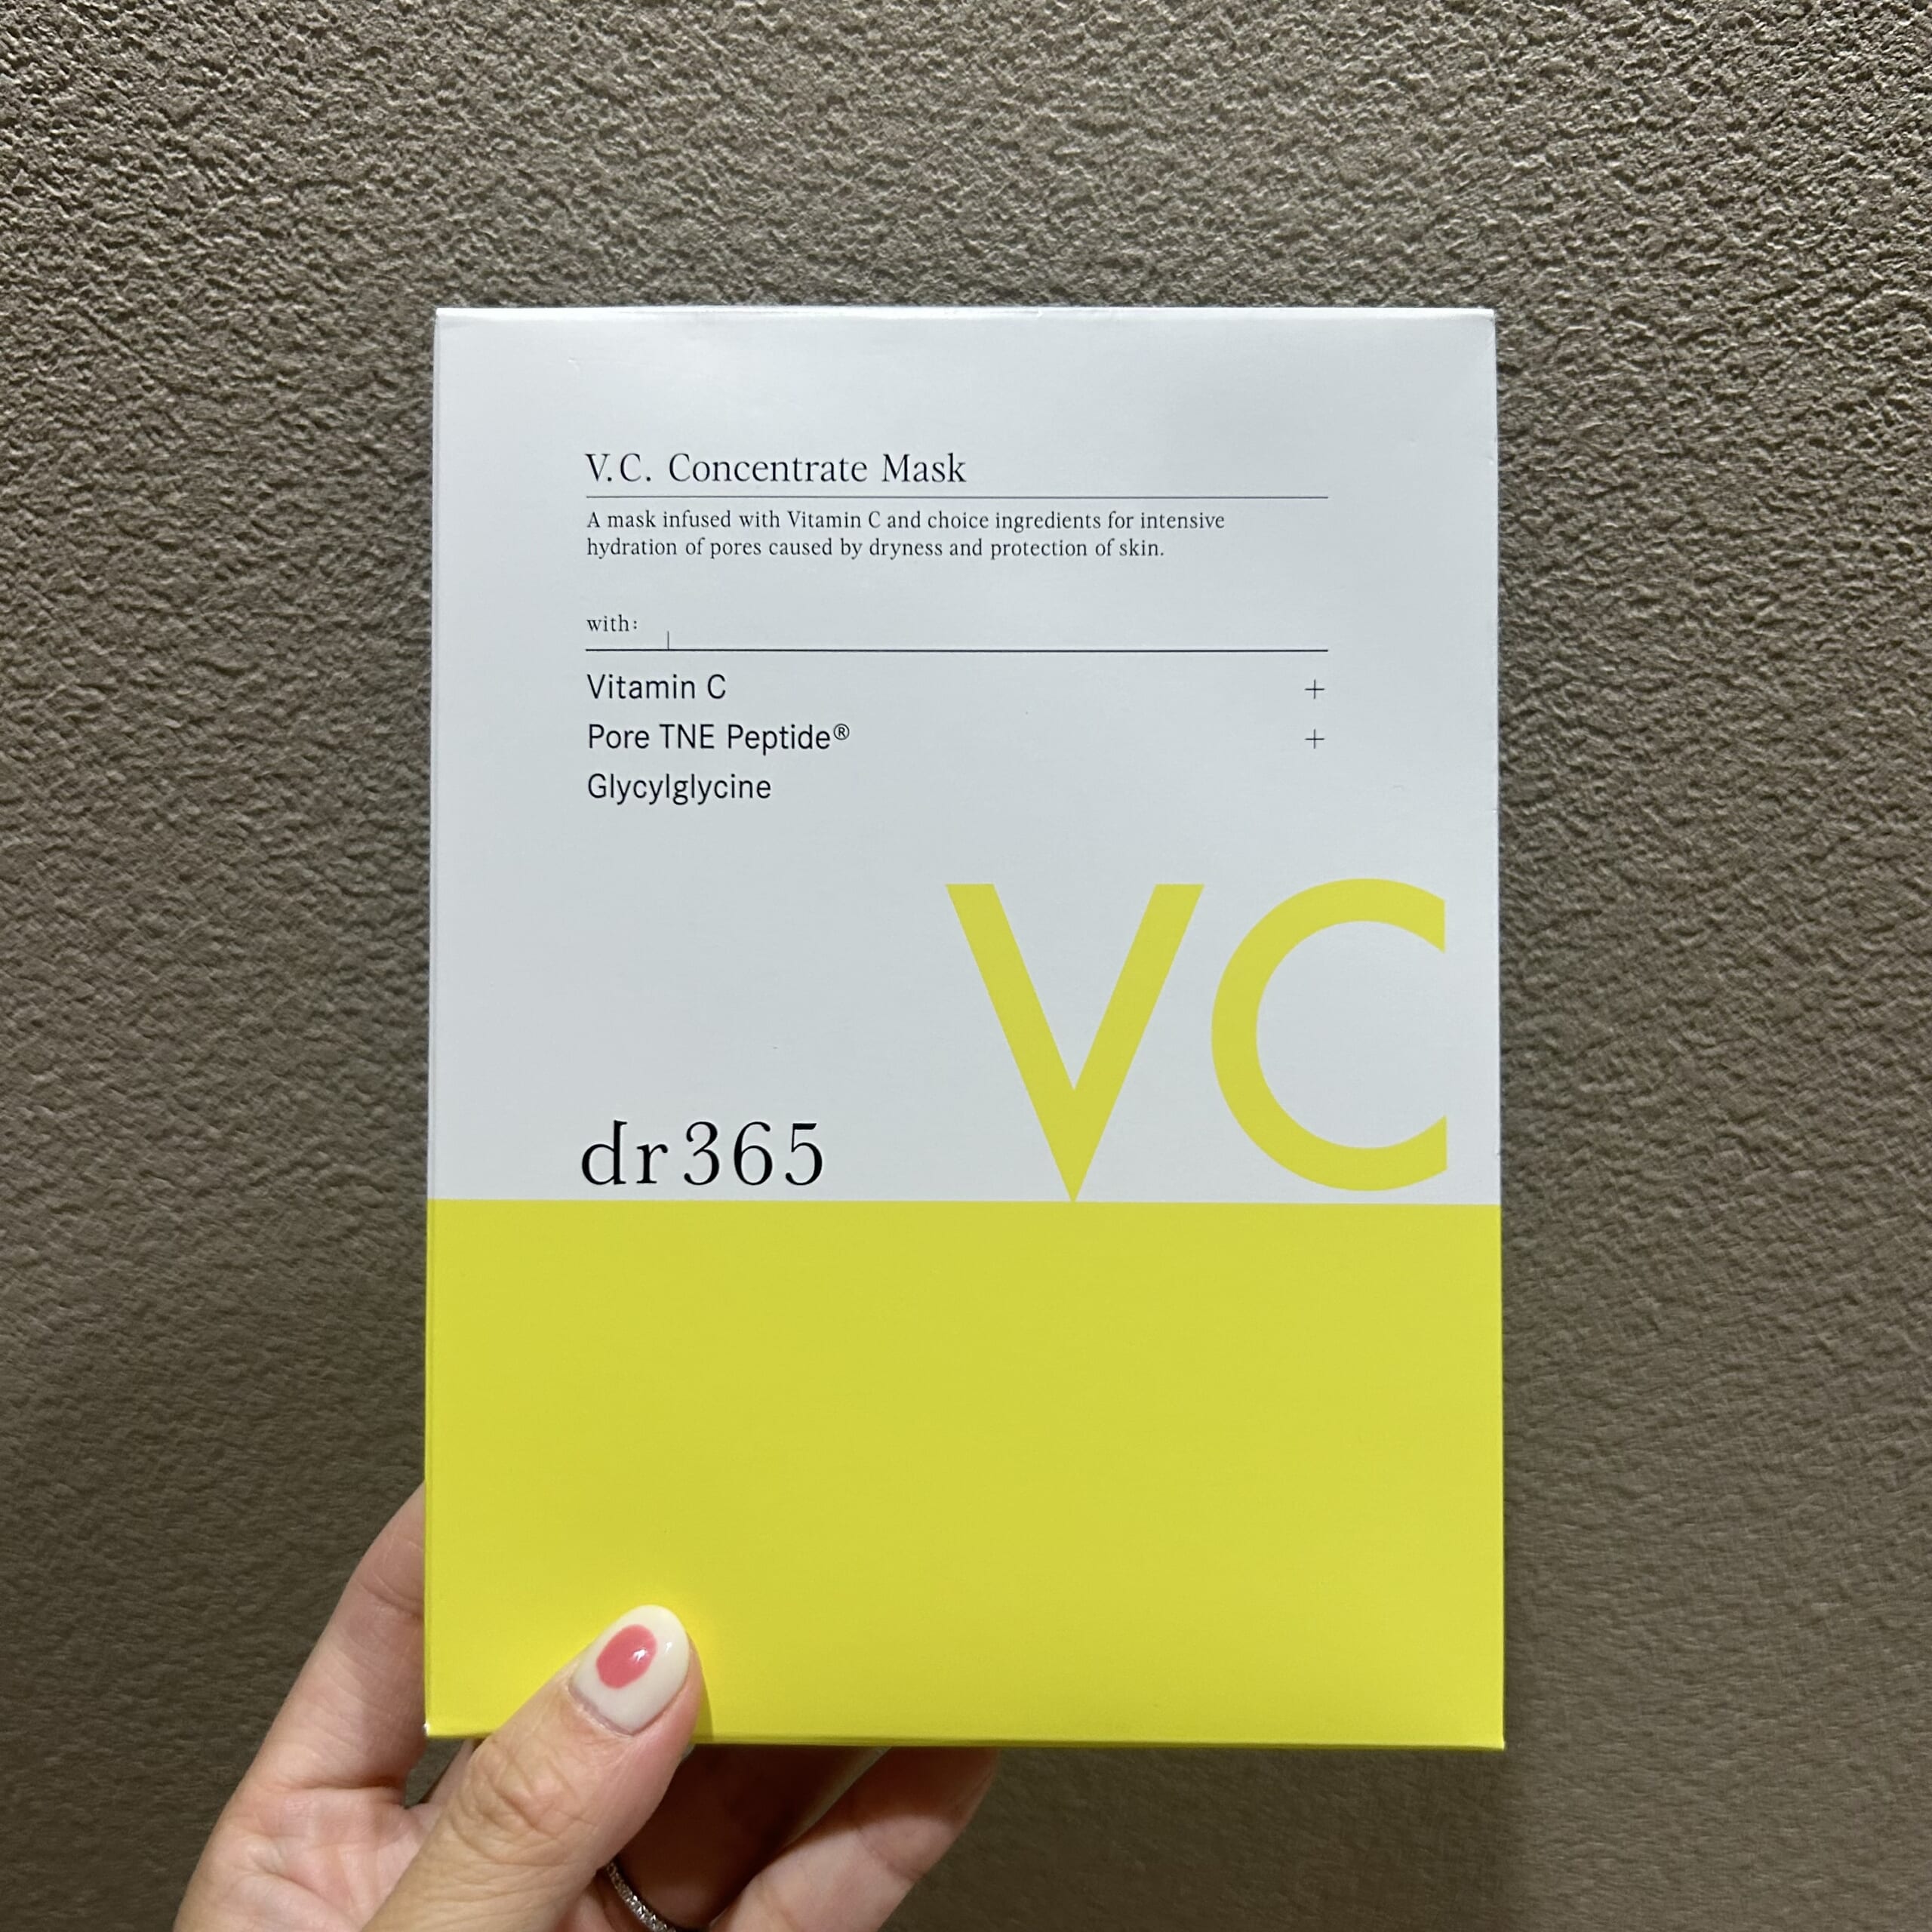 V.C. Concentrate Mask
A mask infused with Vitamin C and choice ingredients for intensive
hydration of pores caused by dryness and protection of skin.
with:
Vitamin C +
Pore TNE Peptide® +
Glycylglycine
VC
dr365